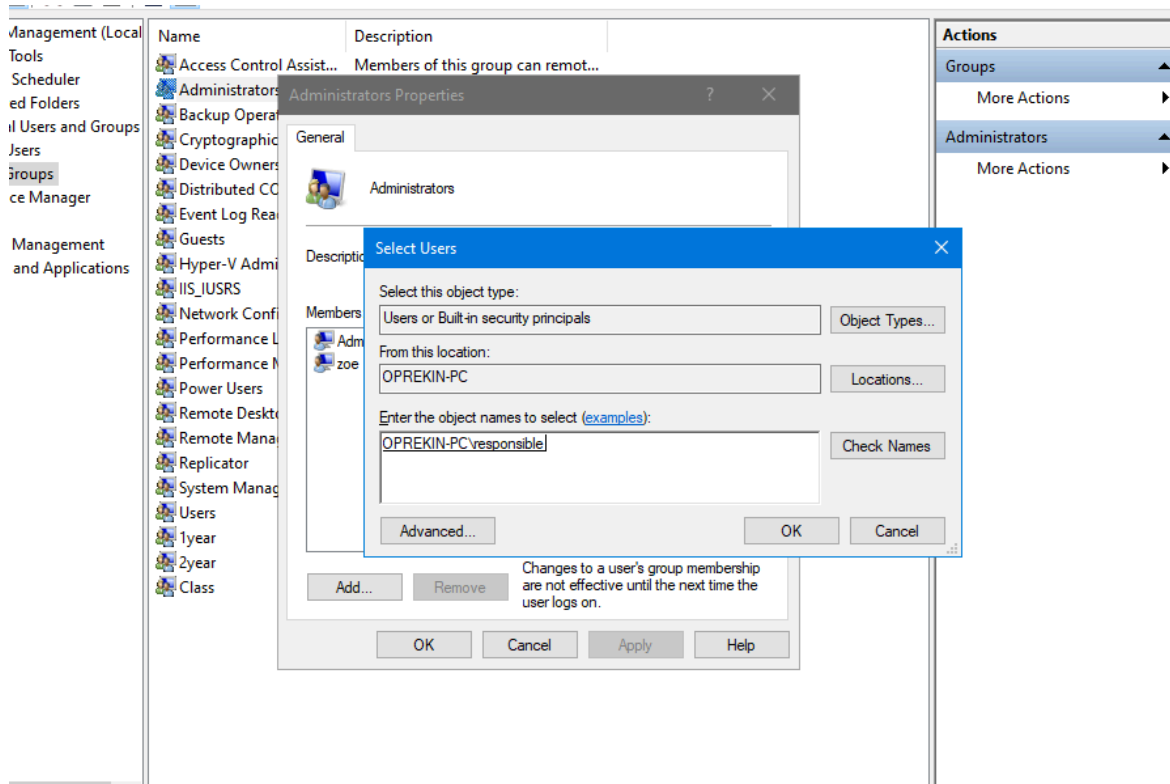 Management (Local
Tools
Scheduler
ed Folders
l Users and Groups
Users
Groups
ce Manager
Management
and Applications
Name Description
Access Control Assist... Members of this group can remot...
Administrators
Backup Operat
Cryptographic
Device Owners
Distributed CO
Event Log Rea
Guests
Hyper-V Admi
IIS_IUSRS
Network Confi
Performance L
Performance M
Power Users
Remote Deskto
Remote Mana
Replicator
System Manag
Users
1year
2year
Class
Administrators Properties ?
General
Administrators
Descriptio
Members
Adm
zoe
Add... Remove
Changes to a user's group membership
are not effective until the next time the
user logs on.
OK Cancel Apply Help
Select Users
Select this object type:
Users or Built-in security principals Object Types...
From this location:
OPREKIN-PC Locations...
Enter the object names to select (examples):
OPREKIN-PC\responsible Check Names
Advanced... OK Cancel
Actions
Groups
More Actions
Administrators
More Actions